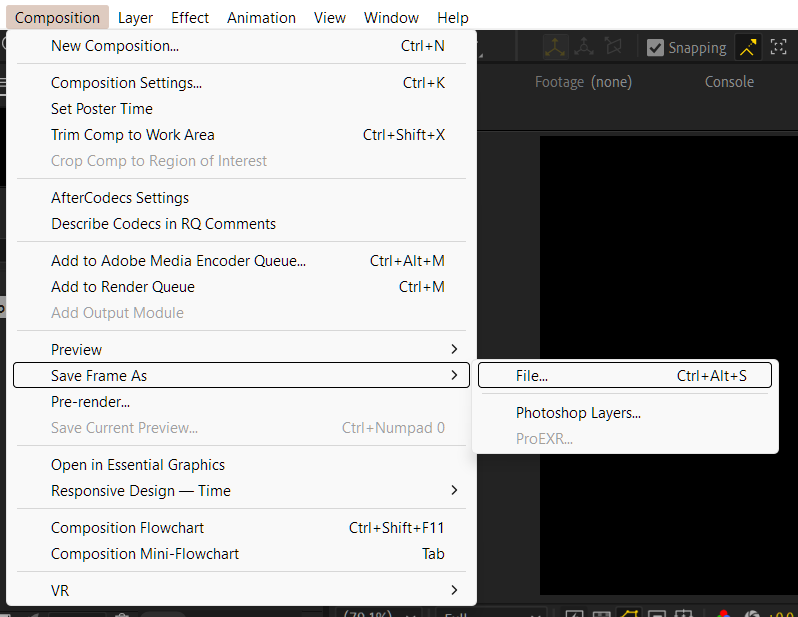 Composition Layer Effect Animation View Window Help
New Composition... Ctrl+N
Snapping
Composition Settings... Ctrl+K
Footage (none) Console
Set Poster Time
Trim Comp to Work Area Ctrl+Shift+X
Crop Comp to Region of Interest
AfterCodecs Settings
Describe Codecs in RQ Comments
Add to Adobe Media Encoder Queue... Ctrl+Alt+M
Add to Render Queue Ctrl+M
Add Output Module
Preview
Save Frame As
File... Ctrl+Alt+S
Pre-render...
Photoshop Layers...
Save Current Preview... Ctrl+Numpad 0
ProEXR...
Open in Essential Graphics
Responsive Design — Time
Composition Flowchart Ctrl+Shift+F11
Composition Mini-Flowchart Tab
VR